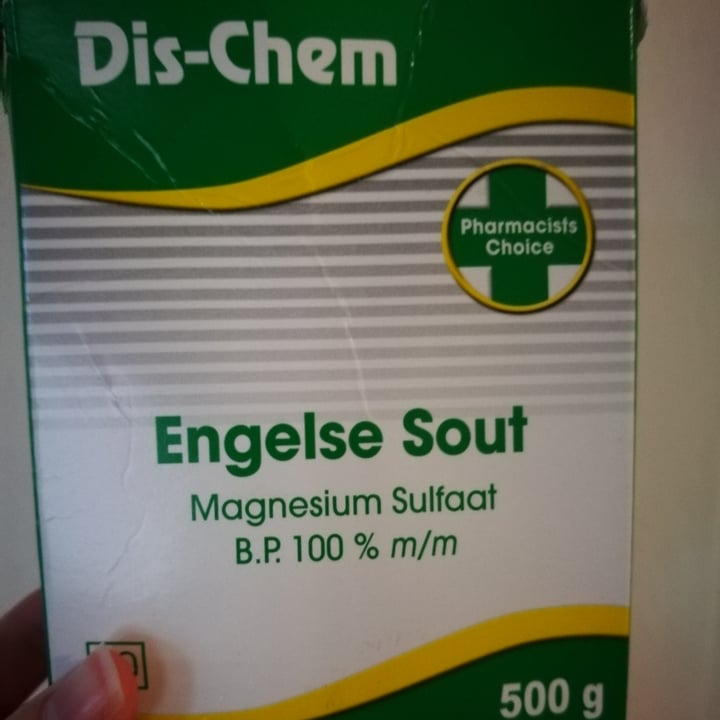 Dis-Chem
Pharmacists
Choice
Engelse Sout
Magnesium Sulfaat
B.P. 100 % m/m
500 g